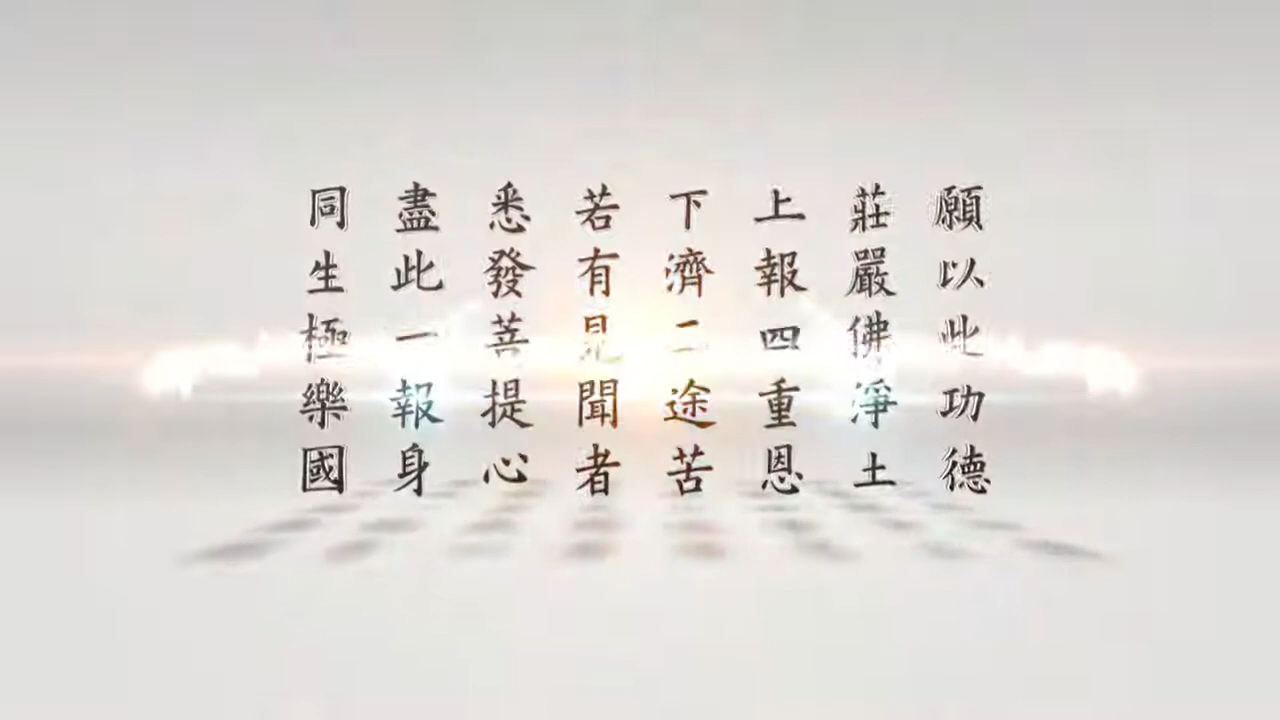 願以此功德
莊嚴佛淨土
上報四重恩
下濟二途苦
若有見聞者
悉發菩提心
盡此一報身
同生極樂國